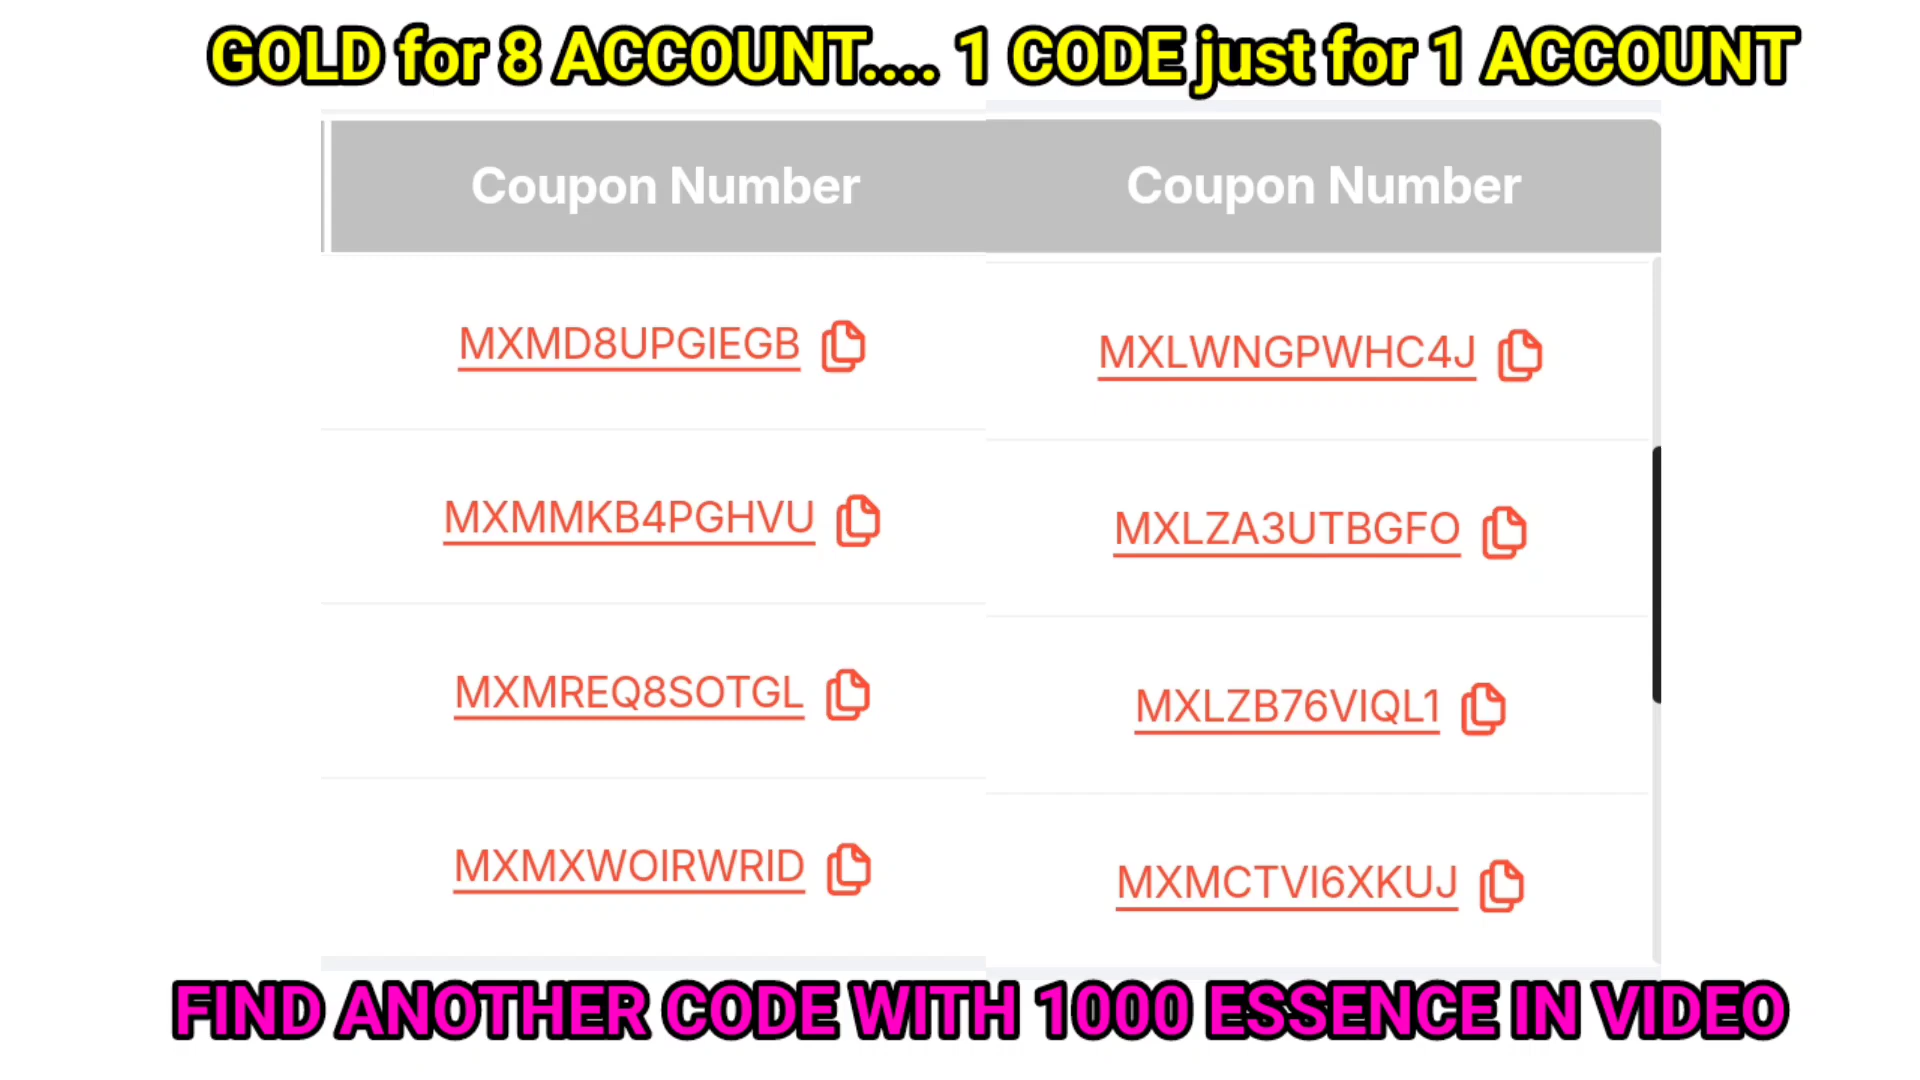 GOLD for 8 ACCOUNT.... 1 CODE just for 1 ACCOUNT
Coupon Number
MXMD8UPGIEGB
MXMMKB4PGHVU
MXMREQ8SOTGL
MXMXWOIRWRID
Coupon Number
MXLWNGPWHC4J
MXLZA3UTBGFO
MXLZB76VIQL1
MXMCTVI6XKUJ
FIND ANOTHER CODE WITH 1000 ESSENCE IN VIDEO